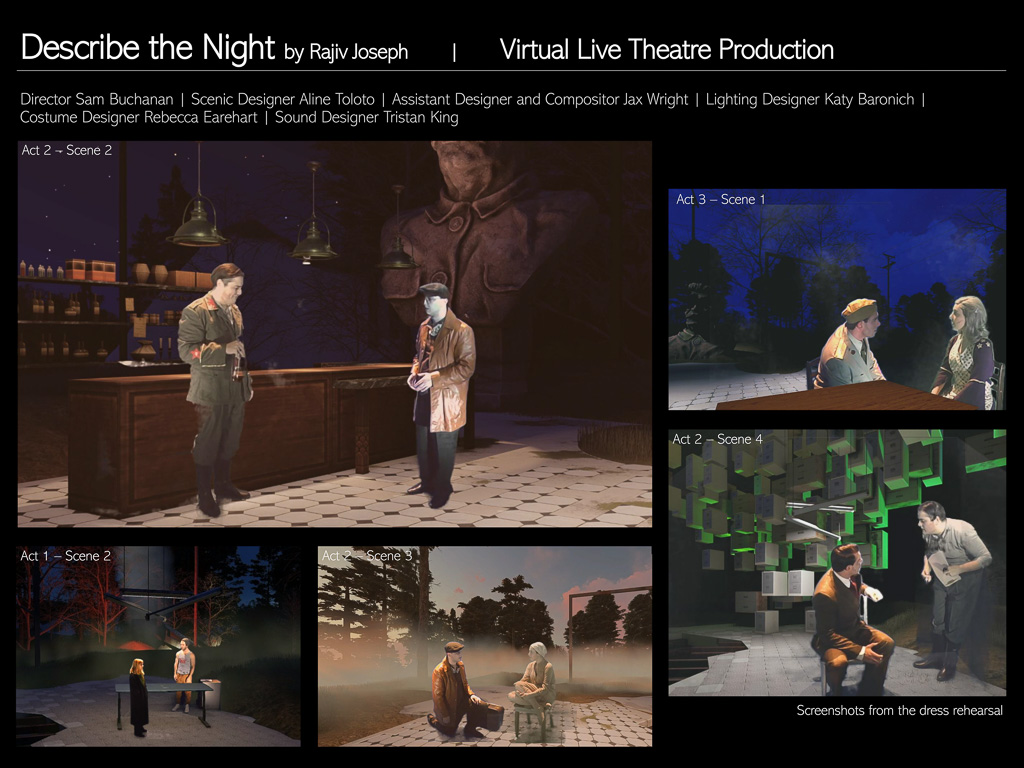 Describe the Night by Rajiv Joseph | Virtual Live Theatre Production
Director Sam Buchanan | Scenic Designer Aline Toloto | Assistant Designer and Compositor Jax Wright | Lighting Designer Katy Baronich |
Costume Designer Rebecca Earehart | Sound Designer Tristan King
Act 2 – Scene 2
Act 3 – Scene 1
Act 2 – Scene 4
Act 1 – Scene 2
Act 2 – Scene 3
Screenshots from the dress rehearsal